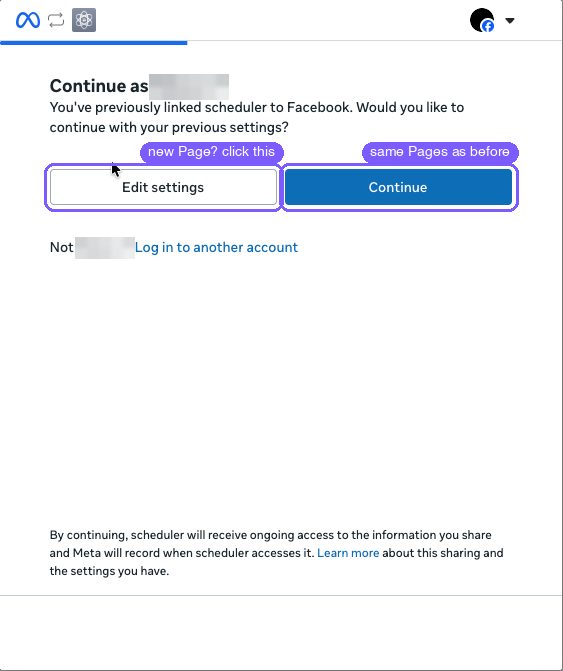 Continue as
You've previously linked scheduler to Facebook. Would you like to
continue with your previous settings?
new Page? click this
same Pages as before
Edit settings
Continue
Not Log in to another account
By continuing, scheduler will receive ongoing access to the information you share
and Meta will record when scheduler accesses it. Learn more about this sharing and
the settings you have.